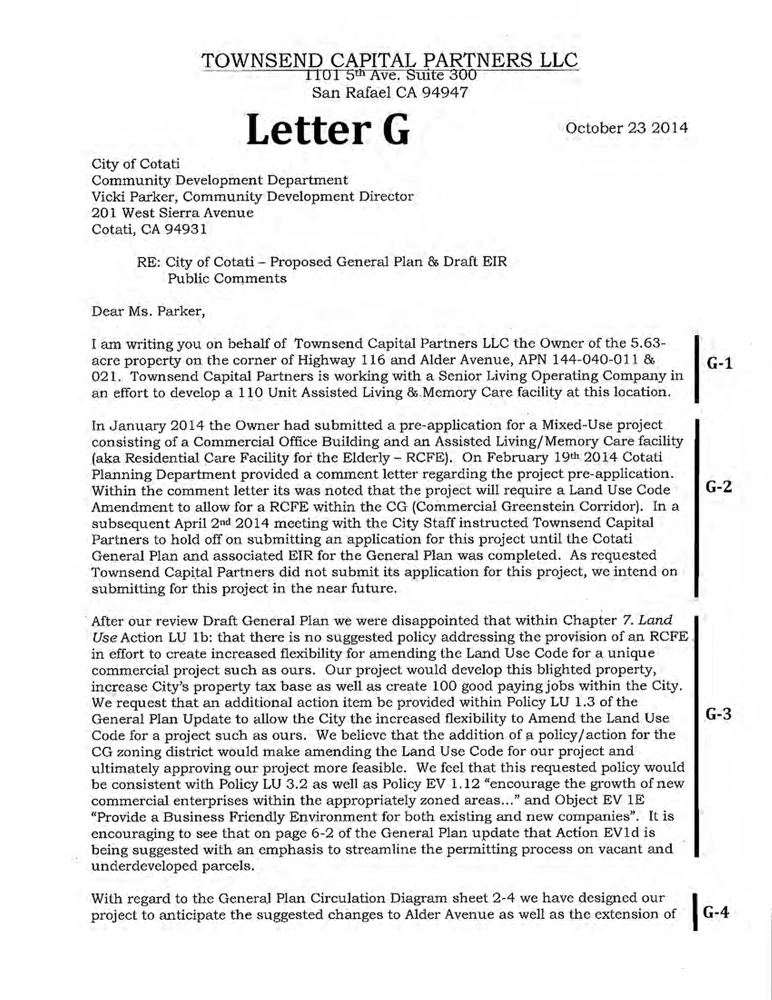 TOWNSEND CAPITAL PARTNERS LLC
1101 5th Ave. Suite 300
San Rafael CA 94947
Letter G
October 23 2014
City of Cotati
Community Development Department
Vicki Parker, Community Development Director
201 West Sierra Avenue
Cotati, CA 94931
RE: City of Cotati – Proposed General Plan & Draft EIR
Public Comments
Dear Ms. Parker,
I am writing you on behalf of Townsend Capital Partners LLC the Owner of the 5.63-
acre property on the corner of Highway 116 and Alder Avenue, APN 144-040-011 &
021. Townsend Capital Partners is working with a Senior Living Operating Company in
an effort to develop a 110 Unit Assisted Living & Memory Care facility at this location.
G-1
In January 2014 the Owner had submitted a pre-application for a Mixed-Use project
consisting of a Commercial Office Building and an Assisted Living/Memory Care facility
(aka Residential Care Facility for the Elderly – RCFE). On February 19th 2014 Cotati
Planning Department provided a comment letter regarding the project pre-application.
Within the comment letter its was noted that the project will require a Land Use Code
Amendment to allow for a RCFE within the CG (Commercial Greenstein Corridor). In a
subsequent April 2nd 2014 meeting with the City Staff instructed Townsend Capital
Partners to hold off on submitting an application for this project until the Cotati
General Plan and associated EIR for the General Plan was completed. As requested
Townsend Capital Partners did not submit its application for this project, we intend on
submitting for this project in the near future.
G-2
After our review Draft General Plan we were disappointed that within Chapter 7. Land
Use Action LU 1b: that there is no suggested policy addressing the provision of an RCFE
in effort to create increased flexibility for amending the Land Use Code for a unique
commercial project such as ours. Our project would develop this blighted property,
increase City's property tax base as well as create 100 good paying jobs within the City.
We request that an additional action item be provided within Policy LU 1.3 of the
General Plan Update to allow the City the increased flexibility to Amend the Land Use
Code for a project such as ours. We believe that the addition of a policy/action for the
CG zoning district would make amending the Land Use Code for our project and
ultimately approving our project more feasible. We feel that this requested policy would
be consistent with Policy LU 3.2 as well as Policy EV 1.12 “encourage the growth of new
commercial enterprises within the appropriately zoned areas...” and Object EV 1E
“Provide a Business Friendly Environment for both existing and new companies”. It is
encouraging to see that on page 6-2 of the General Plan update that Action EV1d is
being suggested with an emphasis to streamline the permitting process on vacant and
underdeveloped parcels.
G-3
With regard to the General Plan Circulation Diagram sheet 2-4 we have designed our
project to anticipate the suggested changes to Alder Avenue as well as the extension of
G-4